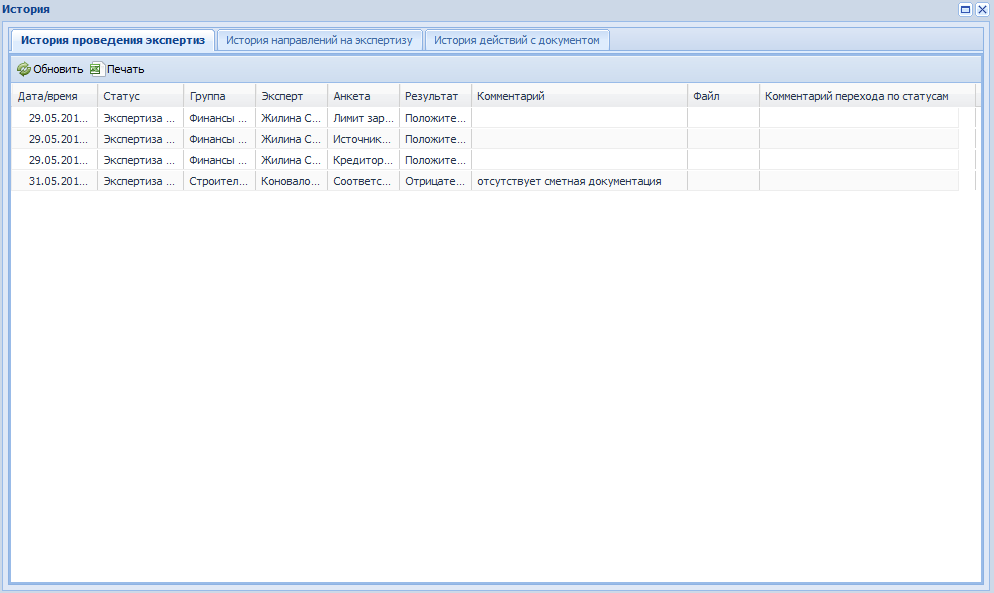 История
История проведения экспертиз История направлений на экспертизу История действий с документом
Обновить Печать
Дата/время Статус Группа Эксперт Анкета Результат Комментарий Файл Комментарий перехода по статусам
29.05.201... Экспертиза ... Финансы ... Жилина С... Лимит зар... Положите...
29.05.201... Экспертиза ... Финансы ... Жилина С... Источник... Положите...
29.05.201... Экспертиза ... Финансы ... Жилина С... Кредитор... Положите...
31.05.201... Экспертиза ... Строител... Коновало... Соответс... Отрицате... отсутствует сметная документация